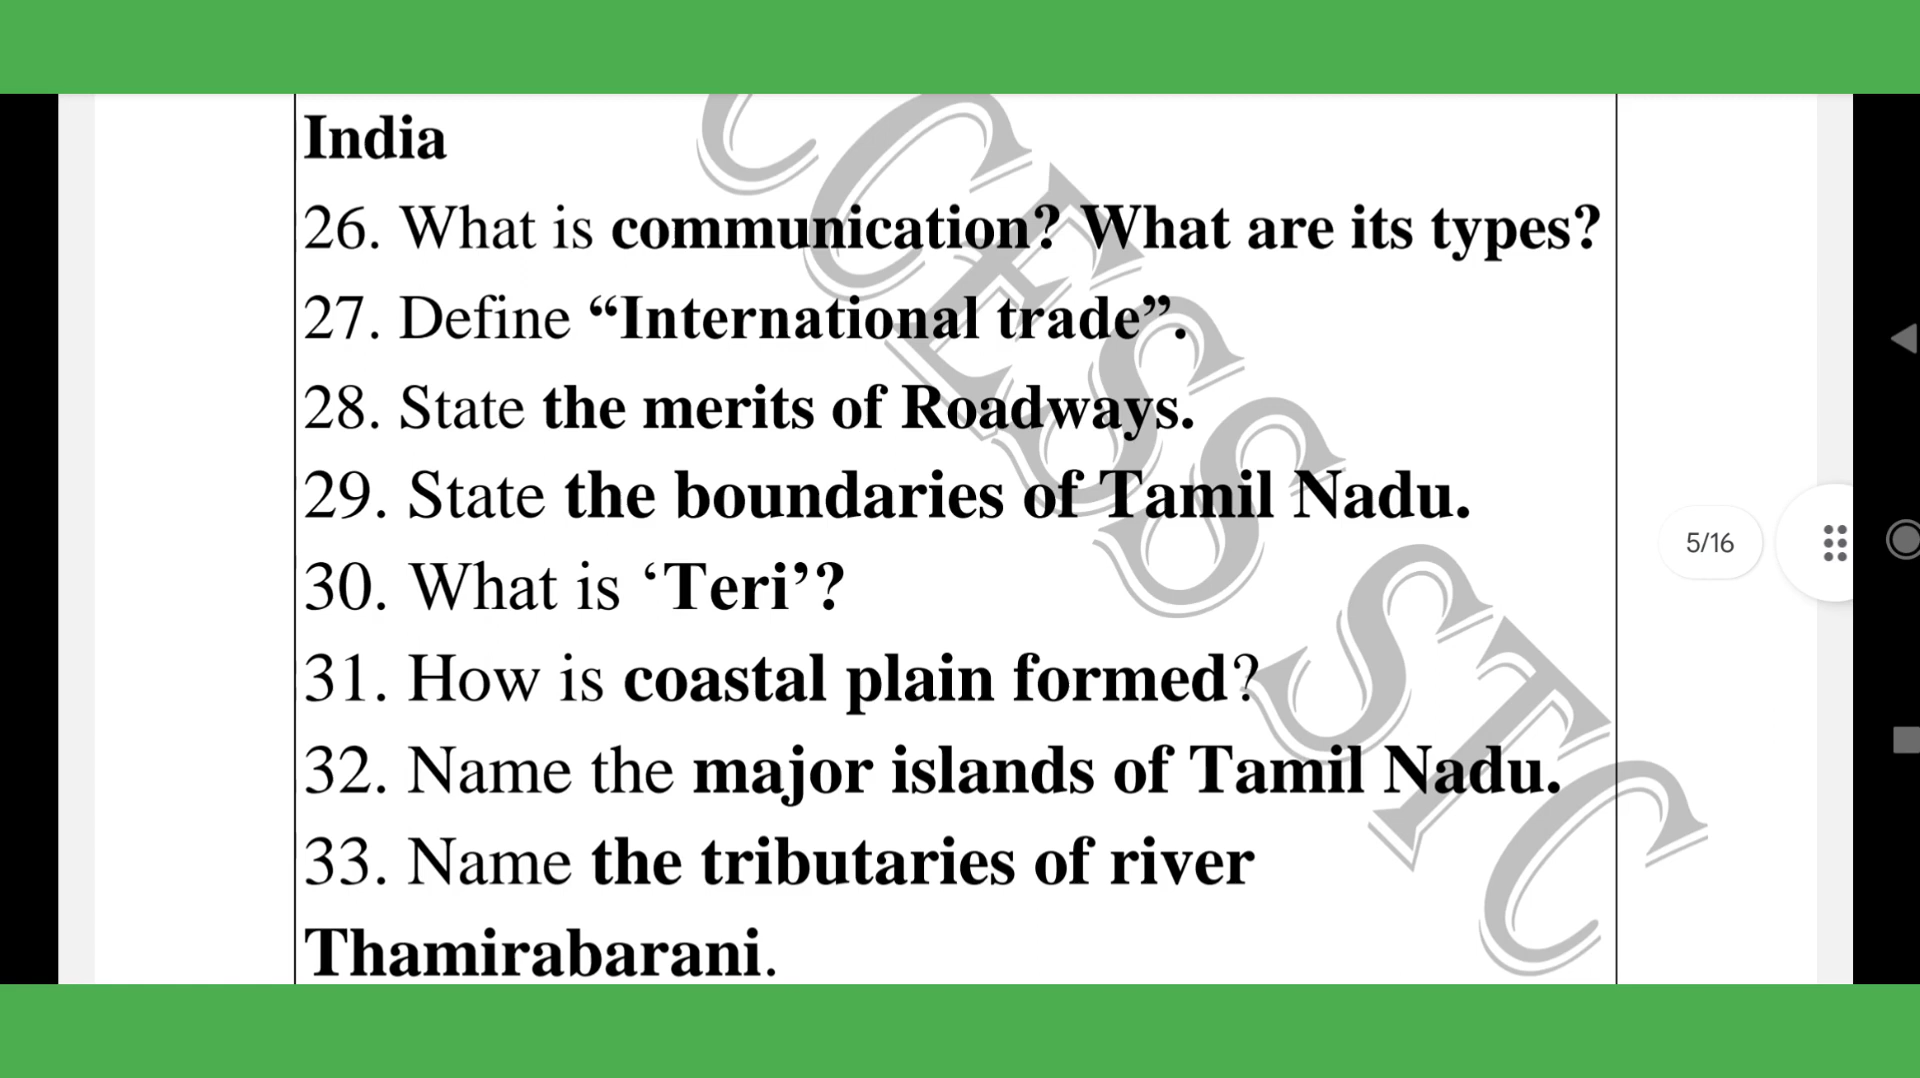 India
26. What is communication? What are its types?
27. Define “International trade”.
28. State the merits of Roadways.
29. State the boundaries of Tamil Nadu.
30. What is ‘Teri’?
31. How is coastal plain formed?
32. Name the major islands of Tamil Nadu.
33. Name the tributaries of river
Thamirabarani.
5/16
CCESS STC